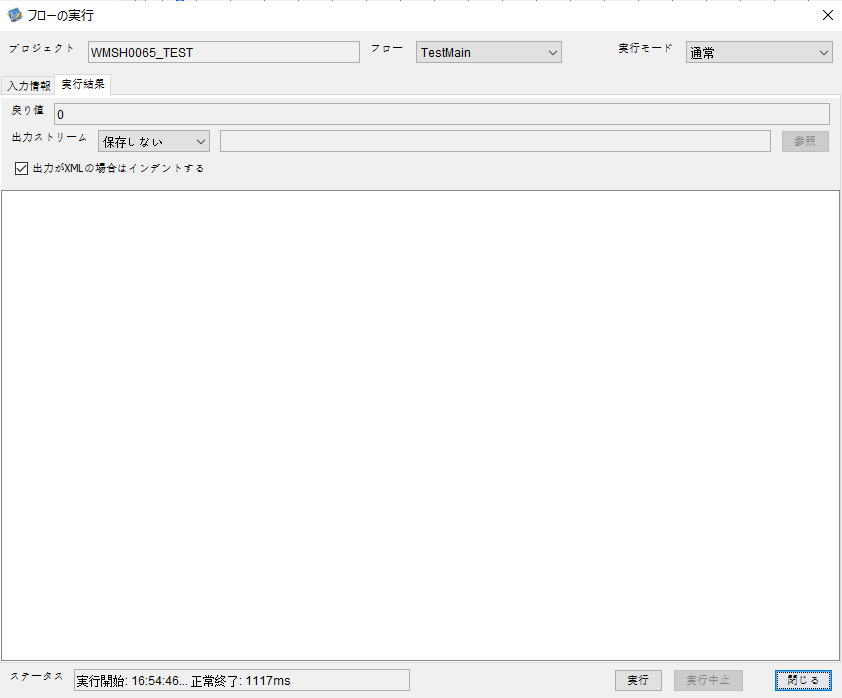 フローの実行
プロジェクト WMSH0065_TEST フロー TestMain 実行モード 通常
入力情報 実行結果
戻り値 0
出力ストリーム 保存しない 参照
出力がXMLの場合はインデントする
ステータス 実行開始: 16:54:46... 正常終了: 1117ms 実行 実行中止 閉じる